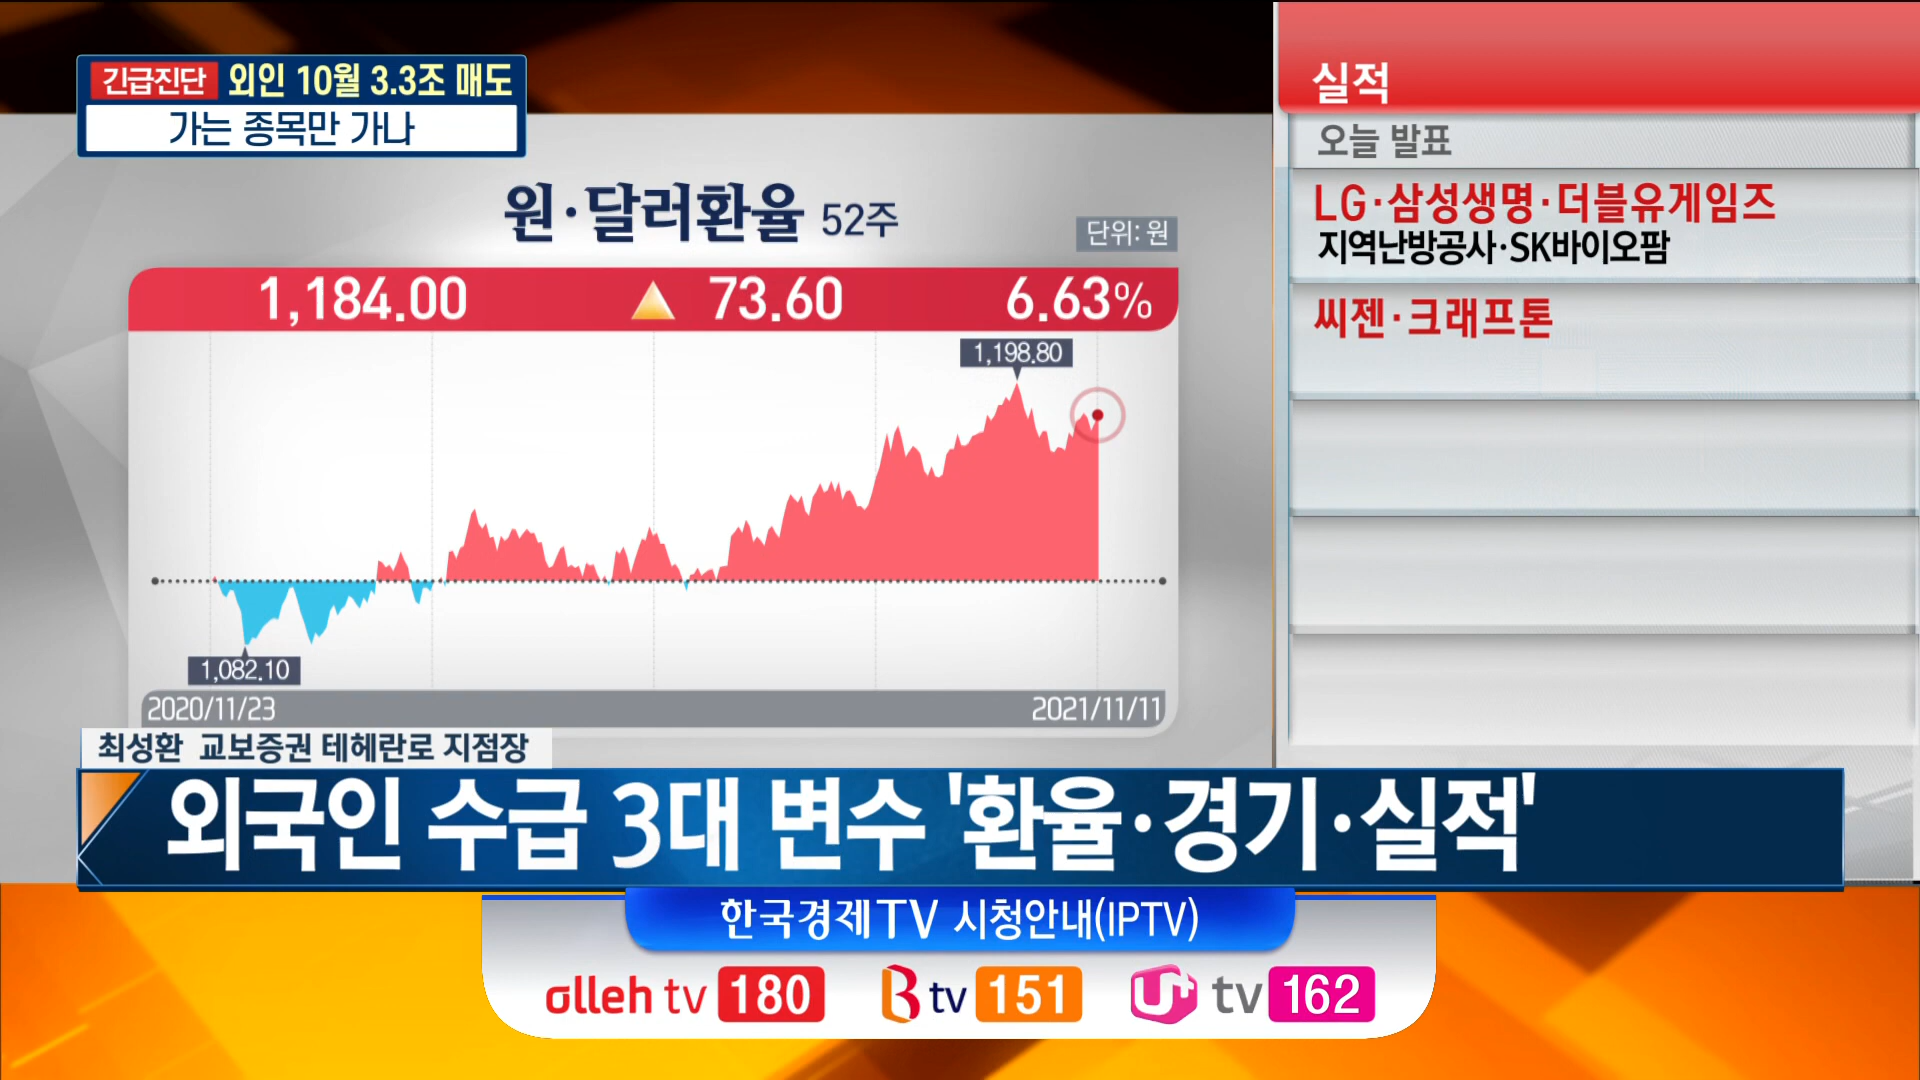 긴급진단 외인 10월 3.3조 매도
가는 종목만 가나
원·달러환율 52주
단위: 원
1,184.00 ▲ 73.60 6.63%
1,198.80
1,082.10
2020/11/23 2021/11/11
실적
오늘 발표
LG·삼성생명·더블유게임즈
지역난방공사·SK바이오팜
씨젠·크래프톤
최성환 교보증권 테헤란로 지점장
외국인 수급 3대 변수 '환율·경기·실적'
한국경제TV 시청안내(IPTV)
olleh tv 180 B tv 151 U+ tv 162